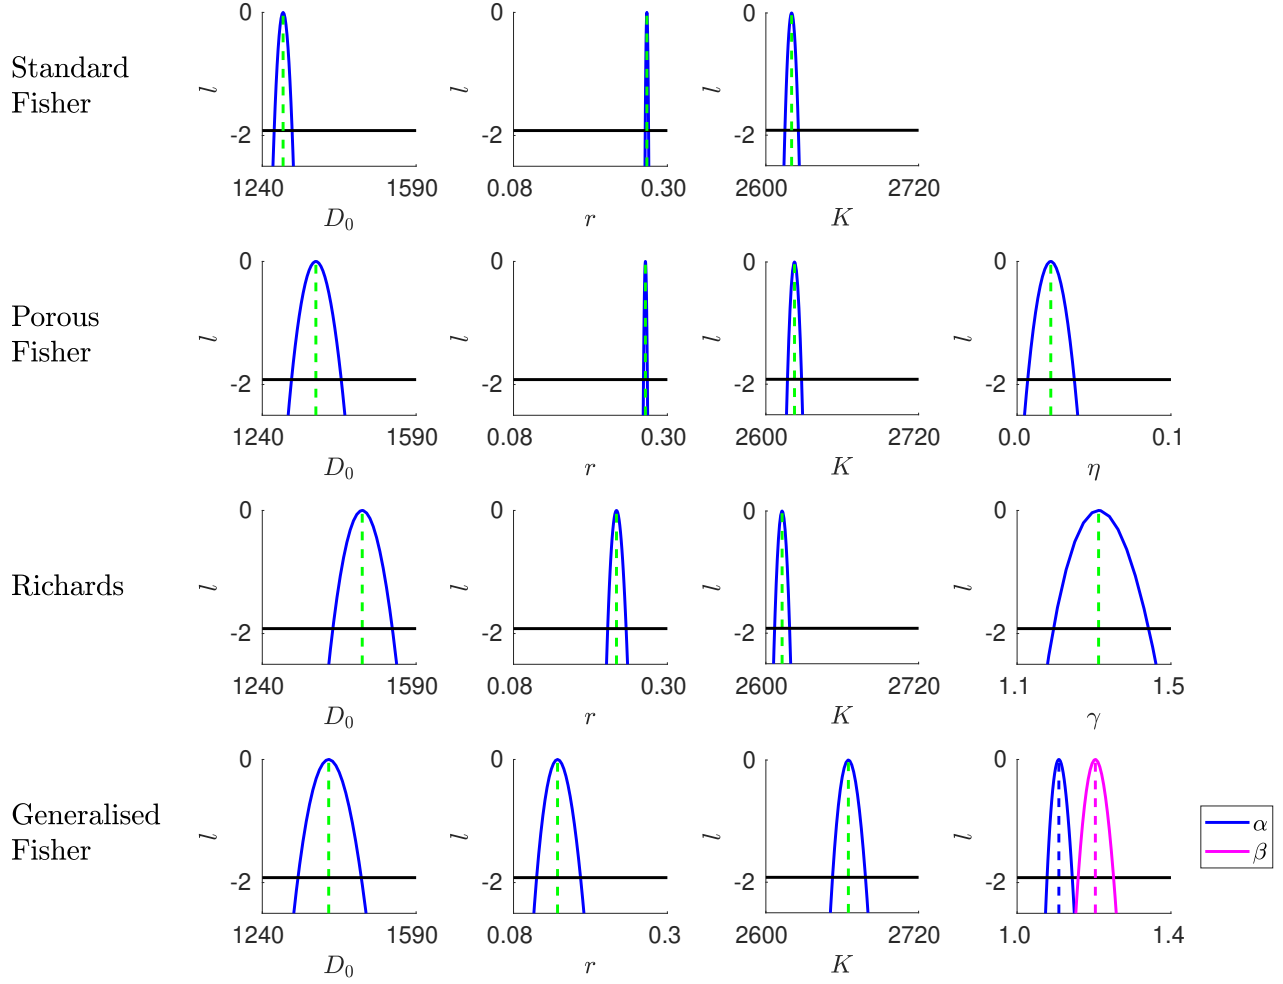 Standard
Fisher
0
-2
l
1240 1590
D₀
0
-2
l
0.08 0.30
r
0
-2
l
2600 2720
K
Porous
Fisher
0
-2
l
1240 1590
D₀
0
-2
l
0.08 0.30
r
0
-2
l
2600 2720
K
0
-2
l
0.0 0.1
η
Richards
0
-2
l
1240 1590
D₀
0
-2
l
0.08 0.30
r
0
-2
l
2600 2720
K
0
-2
l
1.1 1.5
γ
Generalised
Fisher
0
-2
l
1240 1590
D₀
0
-2
l
0.08 0.3
r
0
-2
l
2600 2720
K
0
-2
l
1.0 1.4
α
β